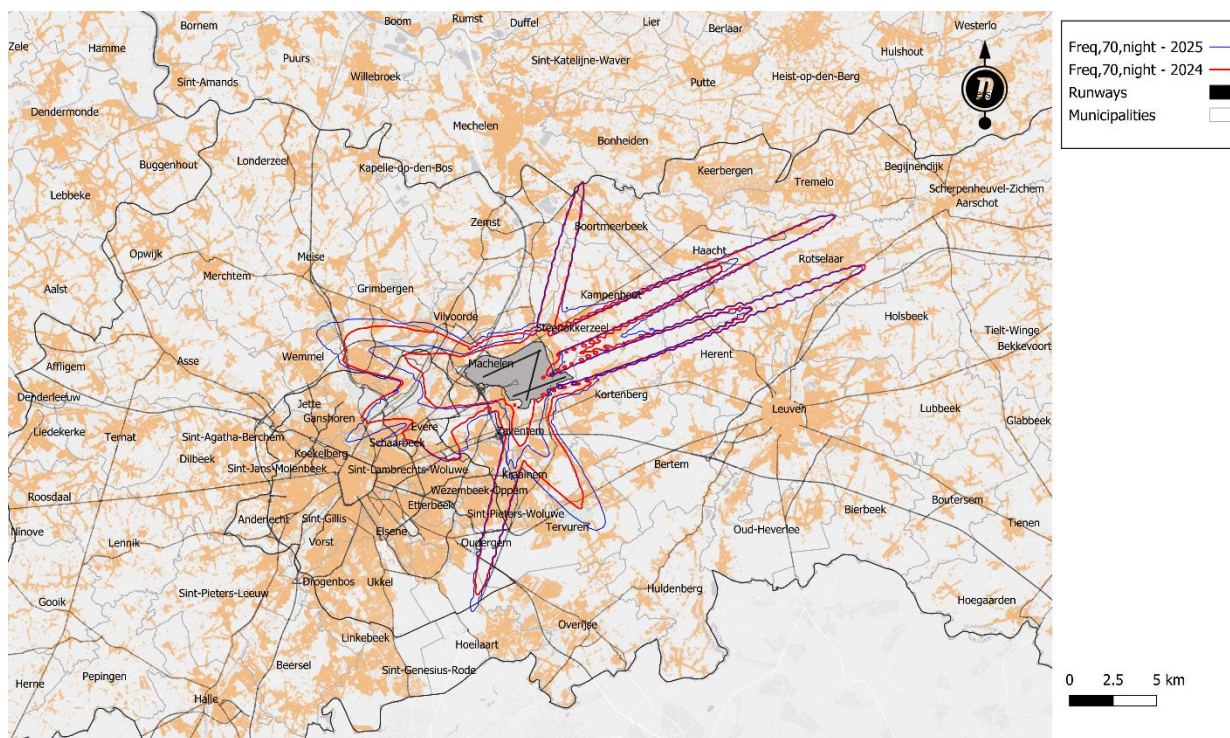 Bornem
Boom
Rumst
Duffel
Lier
Berlaar
Westerlo
Zele
Hamme
Puurs
Sint-Katelijne-Waver
Hulshout
Sint-Amands
Willebroek
Putte
Heist-op-den-Berg
Dendermonde
Mechelen
Bonheiden
Buggenhout
Londerzeel
Kapelle-op-den-Bos
Keerbergen
Tremelo
Begijnendijk
Lebbeke
Scherpenheuvel-Zichem
Aarschot
Zemst
Boortmeerbeek
Opwijk
Meise
Haacht
Rotselaar
Merchtem
Aalst
Grimbergen
Kampenhout
Vilvoorde
Holsbeek
Steenokkerzeel
Tielt-Winge
Bekkevoort
Asse
Wemmel
Machelen
Herent
Affligem
Denderleeuw
Jette
Kortenberg
Leuven
Lubbeek
Glabbeek
Ganshoren
Evere
Liedekerke
Ternat
Sint-Agatha-Berchem
Schaarbeek
Zaventem
Dilbeek
Koekelberg
Bertem
Sint-Jans-Molenbeek
Sint-Lambrechts-Woluwe
Kraainem
Roosdaal
Wezembeek-Oppem
Boutersem
Etterbeek
Bierbeek
Anderlecht
Sint-Gillis
Sint-Pieters-Woluwe
Tervuren
Oud-Heverlee
Tienen
Ninove
Lennik
Vorst
Elsene
Oudergem
Drogenbos
Ukkel
Huldenberg
Sint-Pieters-Leeuw
Hoegaarden
Gooik
Overijse
Linkebeek
Hoeilaart
Beersel
Sint-Genesius-Rode
Herne
Pepingen
Halle
Freq,70,night - 2025
Freq,70,night - 2024
Runways
Municipalities
0 2.5 5 km